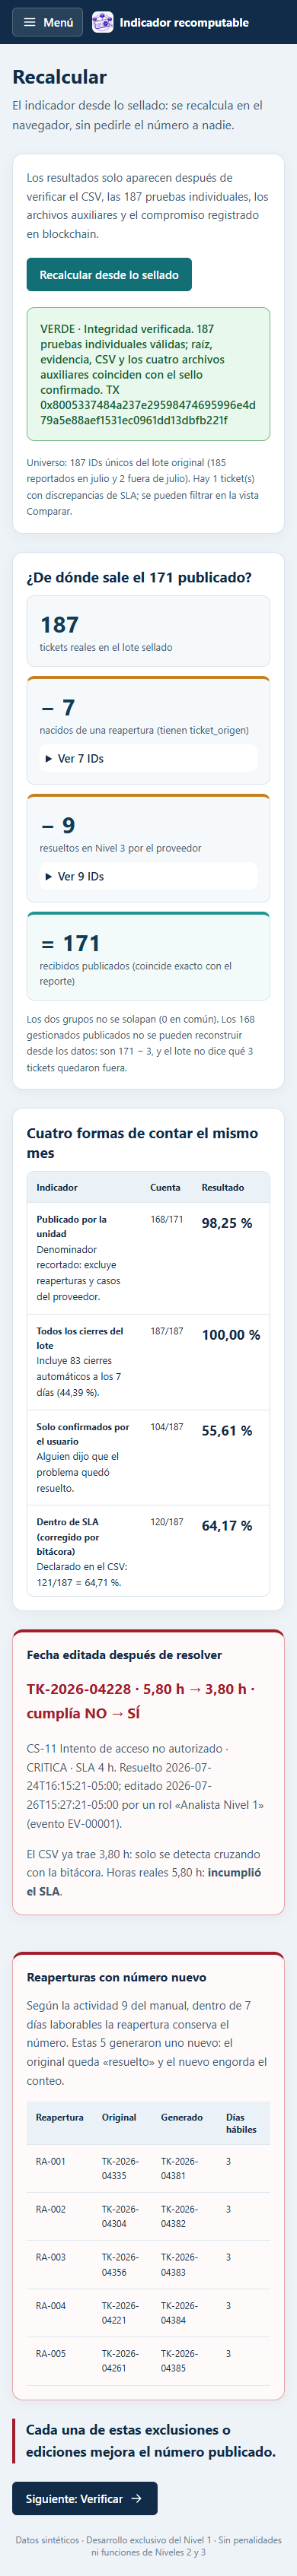 Menú
Indicador recomputable
Recalcular
El indicador desde lo sellado: se recalcula en el
navegador, sin pedirle el número a nadie.
Los resultados solo aparecen después de
verificar el CSV, las 187 pruebas individuales, los
archivos auxiliares y el compromiso registrado
en blockchain.
Recalcular desde lo sellado
VERDE · Integridad verificada. 187
pruebas individuales válidas; raíz,
evidencia, CSV y los cuatro archivos
auxiliares coinciden con el sello
confirmado. TX
0x8005337484a237e29598474695996e4d
79a5e88aef1531ec0961dd13dbfb221f
Universo: 187 IDs únicos del lote original (185
reportados en julio y 2 fuera de julio). Hay 1 ticket(s)
con discrepancias de SLA; se pueden filtrar en la vista
Comparar.
¿De dónde sale el 171 publicado?
187
tickets reales en el lote sellado
− 7
nacidos de una reapertura (tienen ticket_origen)
▶ Ver 7 IDs
− 9
resueltos en Nivel 3 por el proveedor
▶ Ver 9 IDs
= 171
recibidos publicados (coincide exacto con el
reporte)
Los dos grupos no se solapan (0 en común). Los 168
gestionados publicados no se pueden reconstruir
desde los datos: son 171 − 3, y el lote no dice qué 3
tickets quedaron fuera.
Cuatro formas de contar el mismo
mes
Indicador Cuenta Resultado
Publicado por la
unidad
Denominador
recortado: excluye
reaperturas y casos
del proveedor.
168/171 98,25 %
Todos los cierres del
lote
Incluye 83 cierres
automáticos a los 7
días (44,39 %).
187/187 100,00 %
Solo confirmados por
el usuario
Alguien dijo que el
problema quedó
resuelto.
104/187 55,61 %
Dentro de SLA
(corregido por
bitácora)
Declarado en el CSV:
121/187 = 64,71 %.
120/187 64,17 %
Fecha editada después de resolver
TK-2026-04228 · 5,80 h → 3,80 h ·
cumplía NO → SÍ
CS-11 Intento de acceso no autorizado ·
CRITICA · SLA 4 h. Resuelto 2026-07-
24T16:15:21-05:00; editado 2026-07-
26T15:27:21-05:00 por un rol «Analista Nivel 1»
(evento EV-00001).
El CSV ya trae 3,80 h: solo se detecta cruzando
con la bitácora. Horas reales 5,80 h: incumplió
el SLA.
Reaperturas con número nuevo
Según la actividad 9 del manual, dentro de 7
días laborables la reapertura conserva el
número. Estas 5 generaron uno nuevo: el
original queda «resuelto» y el nuevo engorda el
conteo.
Reapertura Original Generado Días
hábiles
RA-001 TK-2026-04335 TK-2026-04381 3
RA-002 TK-2026-04304 TK-2026-04382 3
RA-003 TK-2026-04356 TK-2026-04383 3
RA-004 TK-2026-04221 TK-2026-04384 3
RA-005 TK-2026-04261 TK-2026-04385 3
Cada una de estas exclusiones o
ediciones mejora el número publicado.
Siguiente: Verificar →
Datos sintéticos · Desarrollo exclusivo del Nivel 1 · Sin penalidades
ni funciones de Niveles 2 y 3